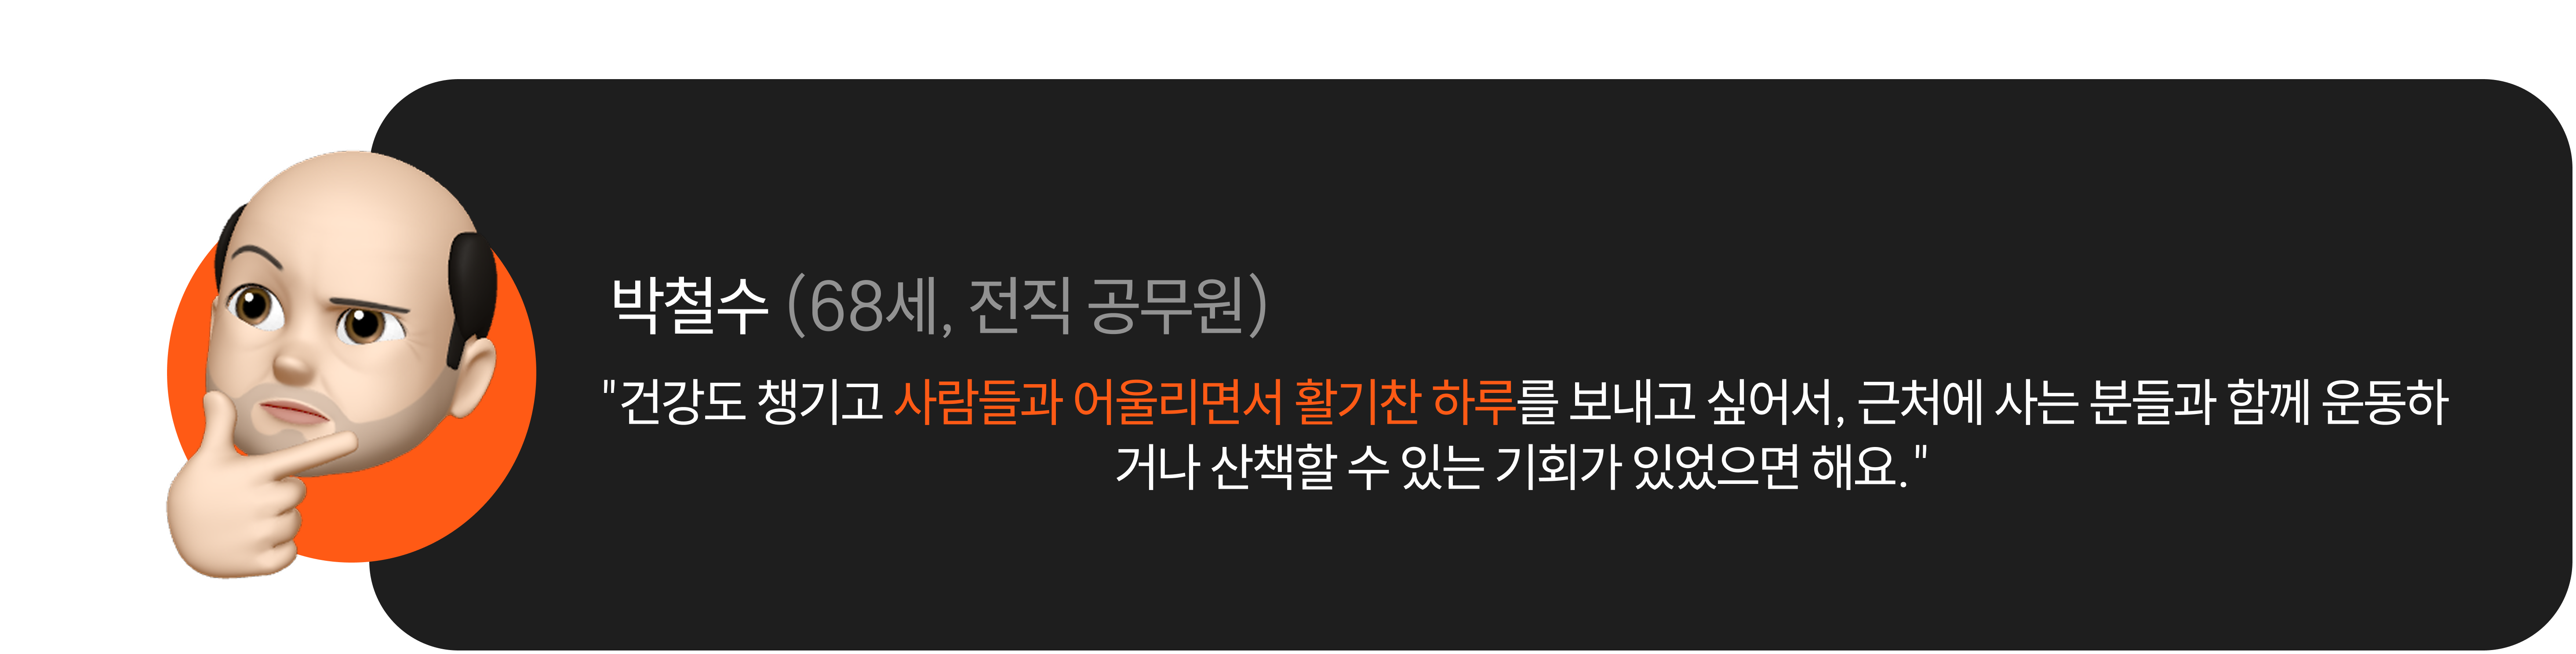 박철수 (68세, 전직 공무원)
"건강도 챙기고 사람들과 어울리면서 활기찬 하루를 보내고 싶어서, 근처에 사는 분들과 함께 운동하
거나 산책할 수 있는 기회가 있었으면 해요."